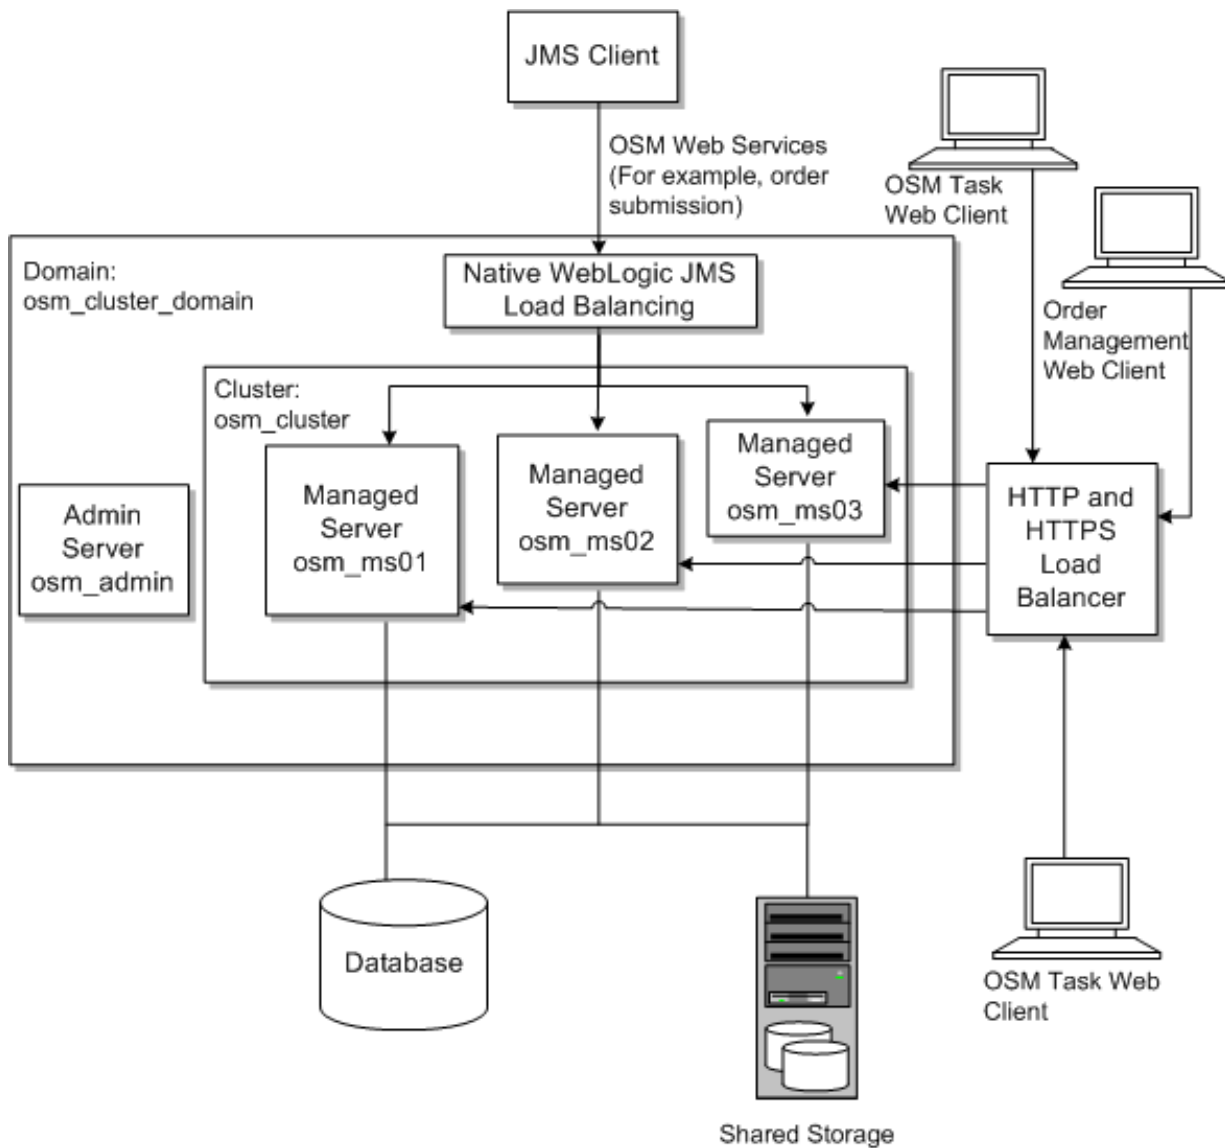 JMS Client
OSM Web Services
(For example, order
submission)
OSM Task
Web Client
Order
Management
Web Client
Domain:
osm_cluster_domain
Native WebLogic JMS
Load Balancing
Cluster:
osm_cluster
Admin
Server
osm_admin
Managed
Server
osm_ms01
Managed
Server
osm_ms02
Managed
Server
osm_ms03
HTTP and
HTTPS
Load
Balancer
Database
OSM Task Web
Client
Shared Storage